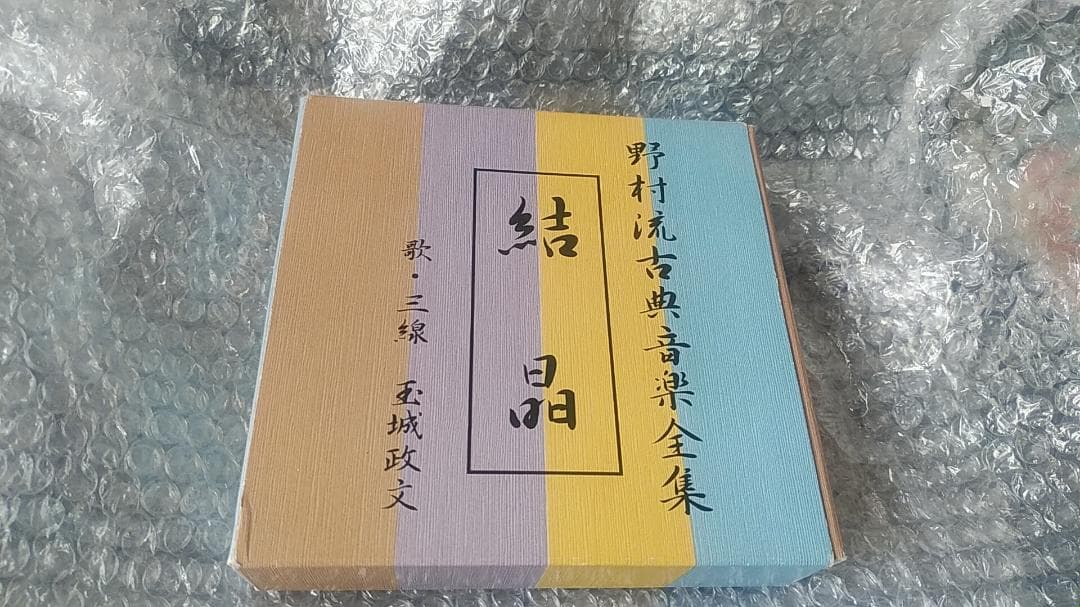 野村流古典音楽全集
結晶
歌・三線 玉城政文